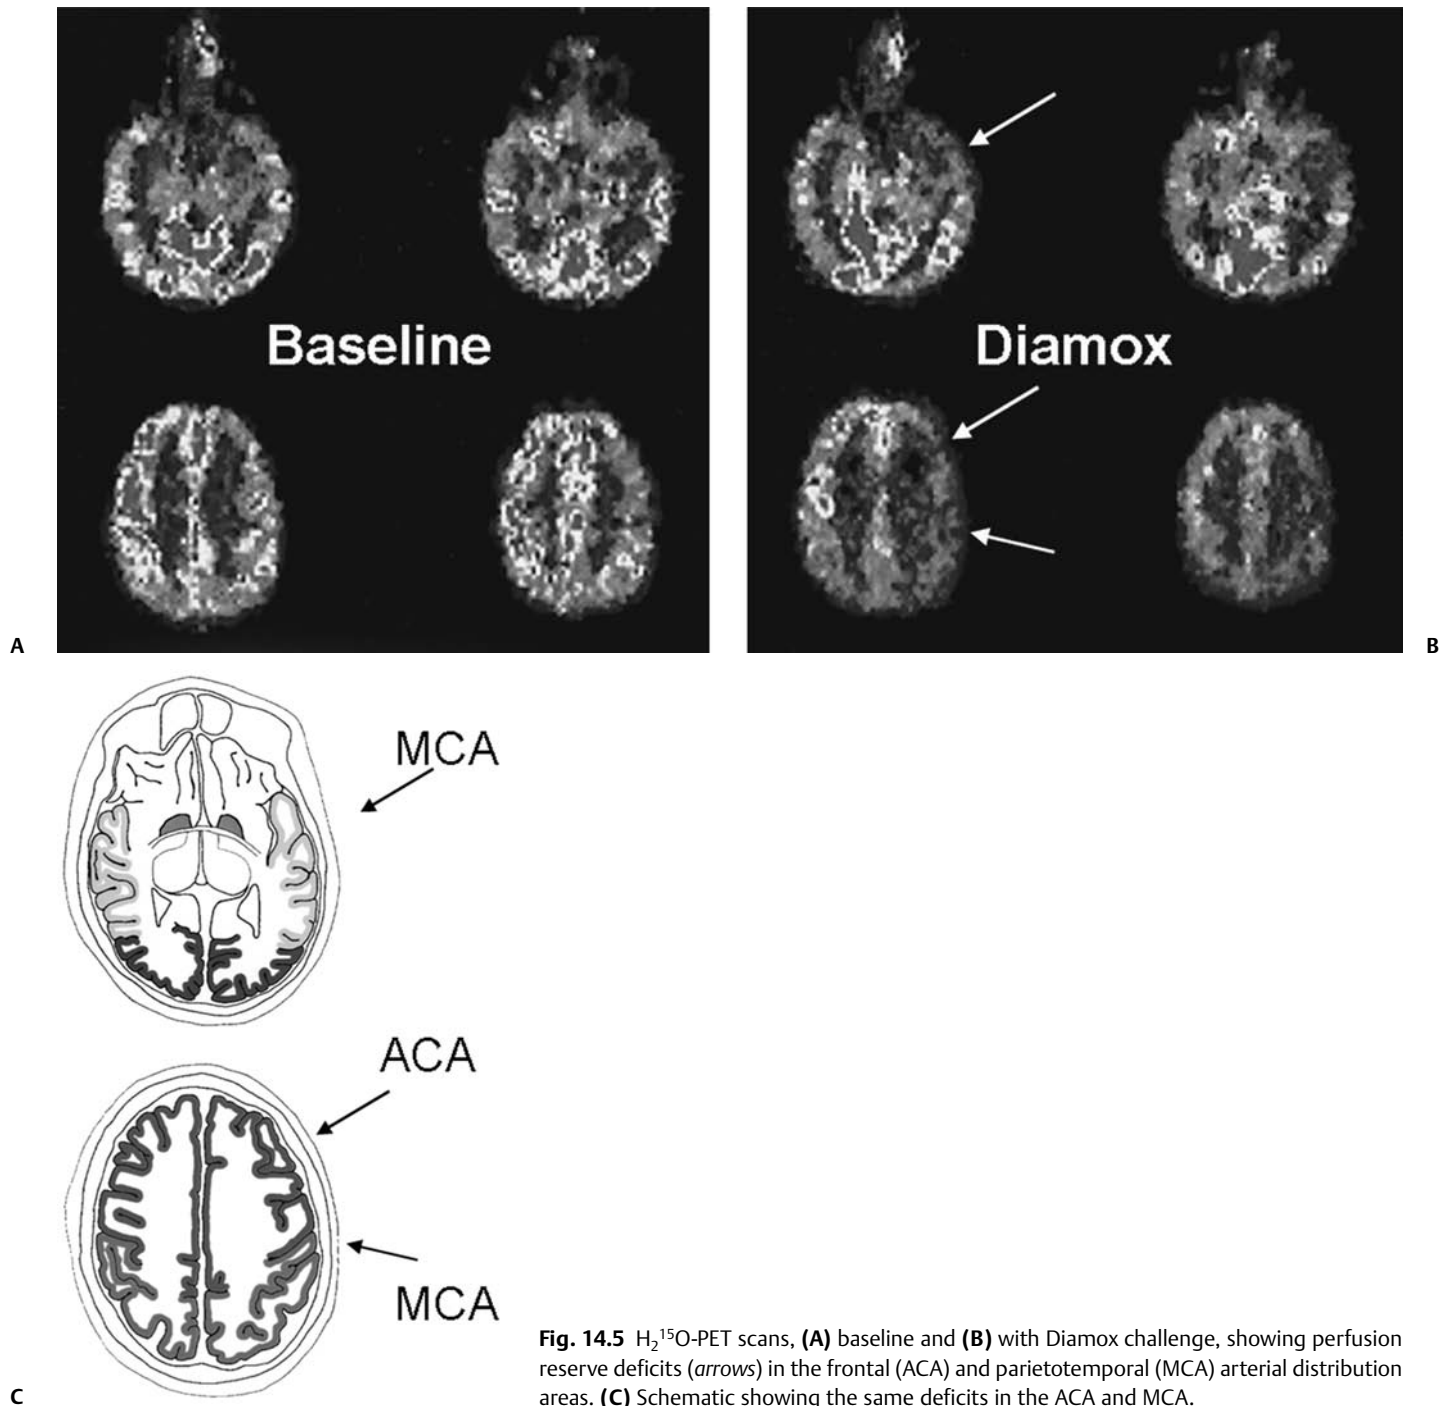 Baseline
Diamox
A
B
MCA
ACA
MCA
C
Fig. 14.5 H₂¹⁵O-PET scans, (A) baseline and (B) with Diamox challenge, showing perfusion
reserve deficits (arrows) in the frontal (ACA) and parietotemporal (MCA) arterial distribution
areas. (C) Schematic showing the same deficits in the ACA and MCA.